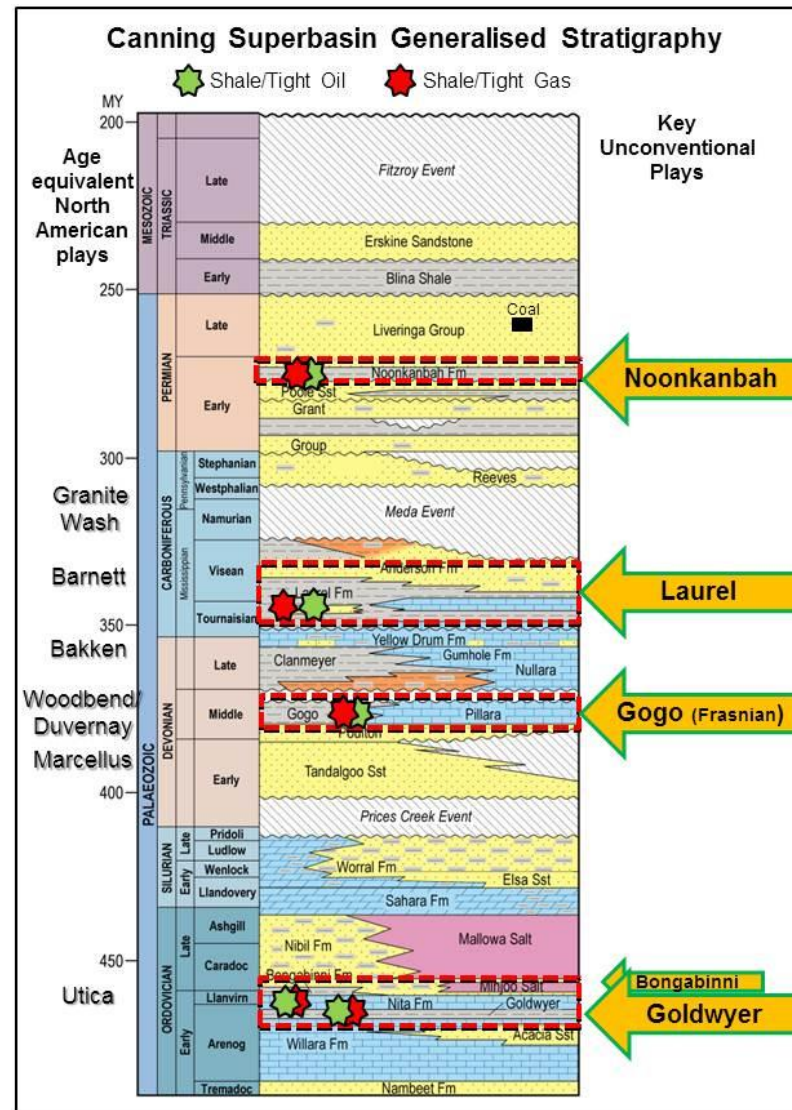 Canning Superbasin Generalised Stratigraphy
Shale/Tight Oil
Shale/Tight Gas
MY
Age
equivalent
North
American
plays
Key
Unconventional
Plays
200
250
300
350
400
450
MESOZOIC
TRIASSIC
Late
Middle
Early
Fitzroy Event
Erskine Sandstone
Blina Shale
PALAEOZOIC
PERMIAN
Late
Early
Coal
Liveringa Group
Noonkanbah Fm
Poole Sst
Grant
Group
Noonkanbah
CARBONIFEROUS
Pennsylvanian
Mississippian
Stephanian
Westphalian
Namurian
Visean
Tournaisian
Reeves
Meda Event
Anderson Fm
Laurel Fm
Granite
Wash
Barnett
Laurel
Bakken
DEVONIAN
Late
Middle
Early
Yellow Drum Fm
Gumhole Fm
Clanmeyer
Nullara
Gogo
Pillara
Poulton
Tandalgoo Sst
Prices Creek Event
Woodbend/
Duvernay
Marcellus
Gogo (Frasnian)
SILURIAN
Late
Early
Pridoli
Ludlow
Wenlock
Llandovery
Worral Fm
Elsa Sst
Sahara Fm
ORDOVICIAN
Late
Early
Ashgill
Caradoc
Llanvirn
Arenog
Tremadoc
Mallowa Salt
Nibil Fm
Bongabinni Fm
Minjoo Salt
Nita Fm
Goldwyer
Acacia Sst
Willara Fm
Nambeet Fm
Utica
Bongabinni
Goldwyer